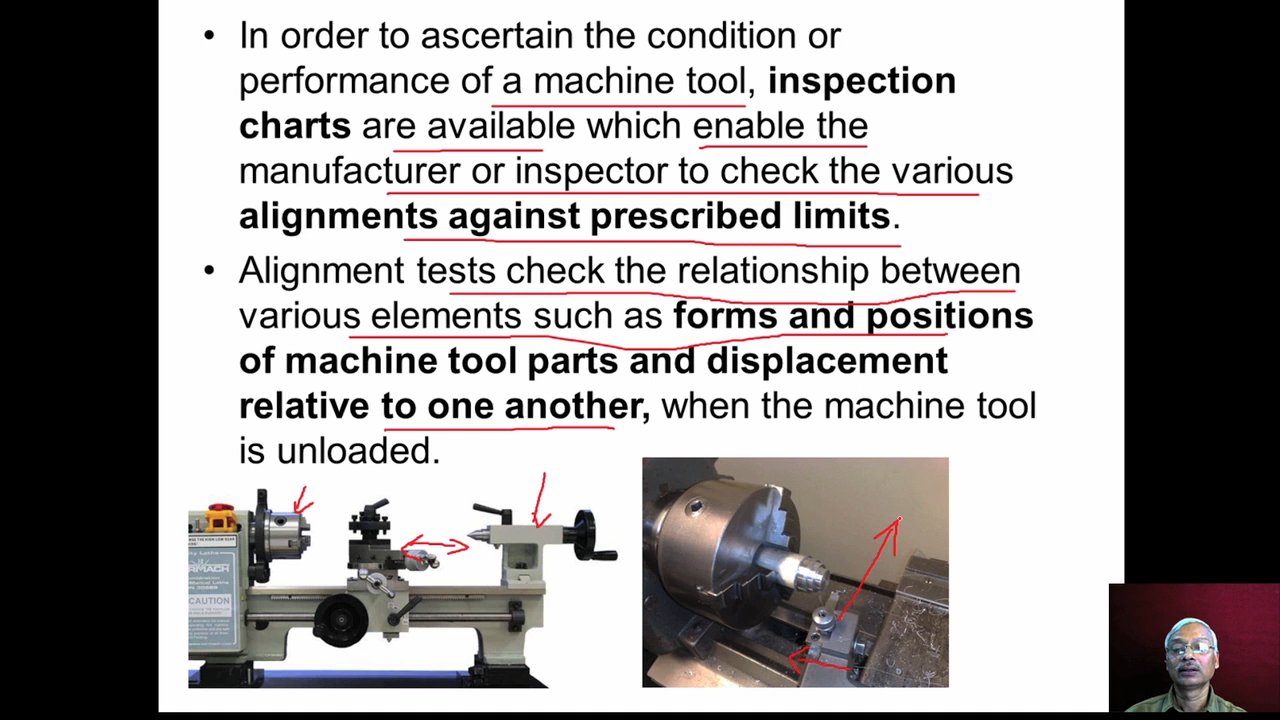 • In order to ascertain the condition or
performance of a machine tool, inspection
charts are available which enable the
manufacturer or inspector to check the various
alignments against prescribed limits.
• Alignment tests check the relationship between
various elements such as forms and positions
of machine tool parts and displacement
relative to one another, when the machine tool
is unloaded.
CAUTION